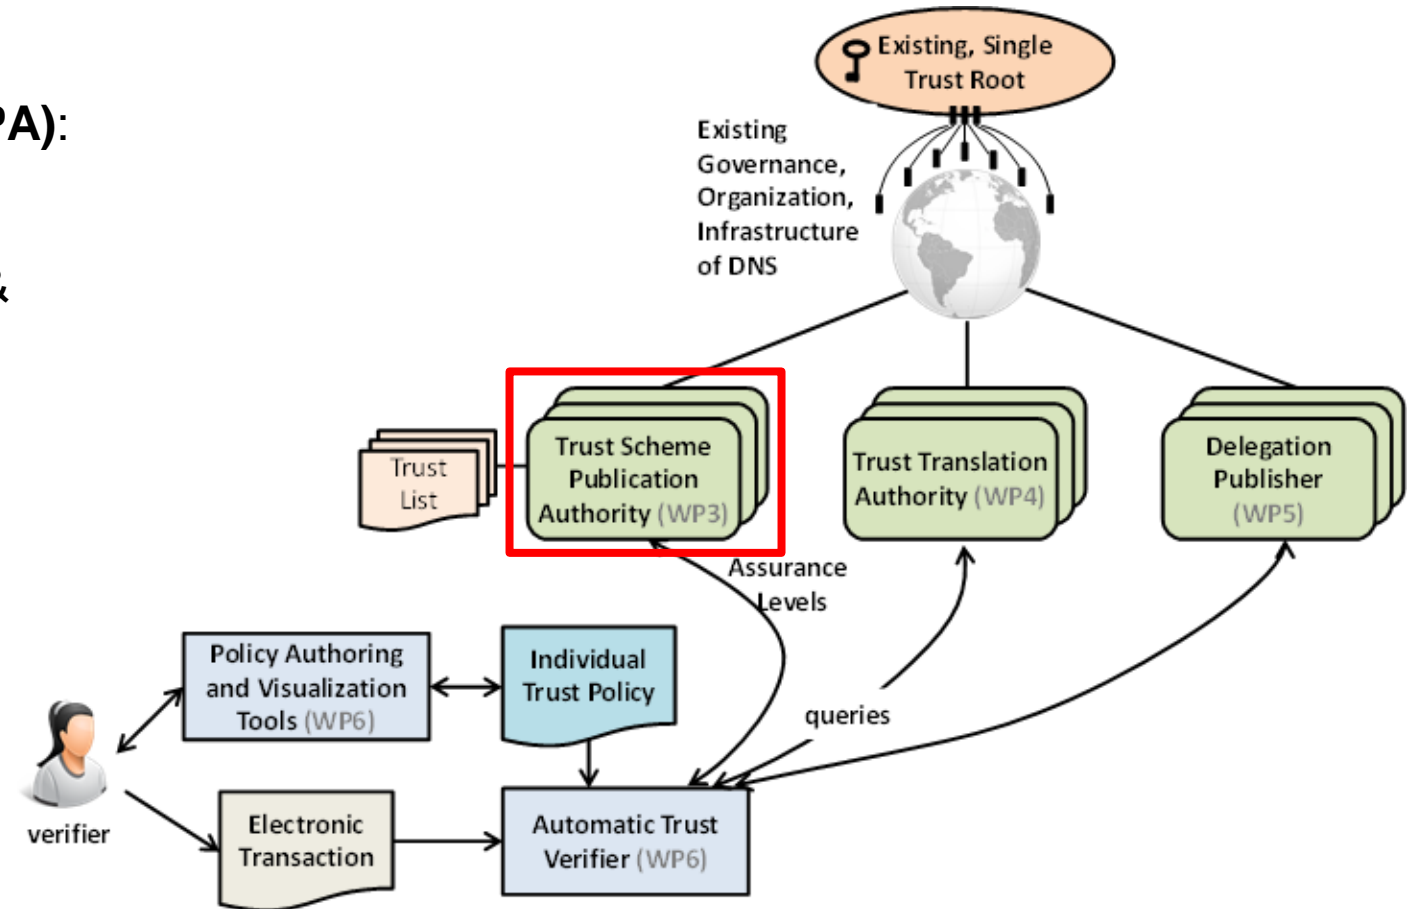 PA):
&
Existing, Single
Trust Root
Existing
Governance,
Organization,
Infrastructure
of DNS
Trust
List
Trust Scheme
Publication
Authority (WP3)
Trust Translation
Authority (WP4)
Delegation
Publisher
(WP5)
Assurance
Levels
queries
Policy Authoring
and Visualization
Tools (WP6)
Individual
Trust Policy
verifier
Electronic
Transaction
Automatic Trust
Verifier (WP6)